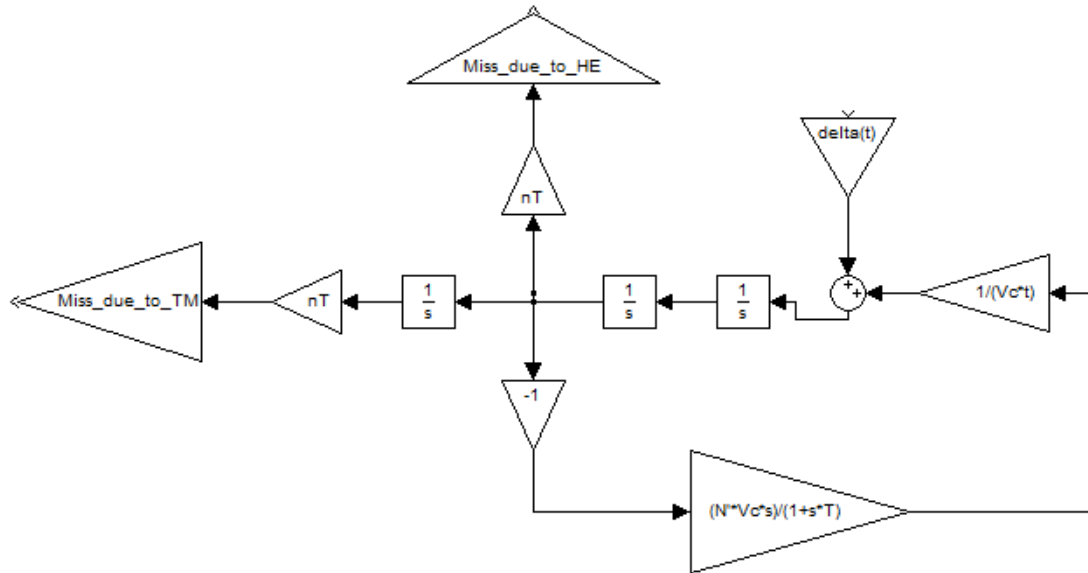 Miss_due_to_HE
delta(t)
nT
Miss_due_to_TM
nT
1
s
1
s
1
s
+
+
1/(Vc*t)
-1
(N'*Vc*s)/(1+s*T)